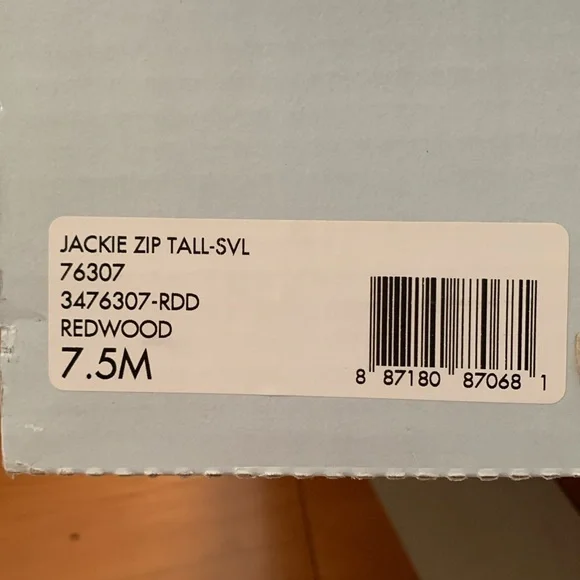 JACKIE ZIP TALL-SVL
76307
3476307-RDD
REDWOOD
7.5M
8 87180 87068 1